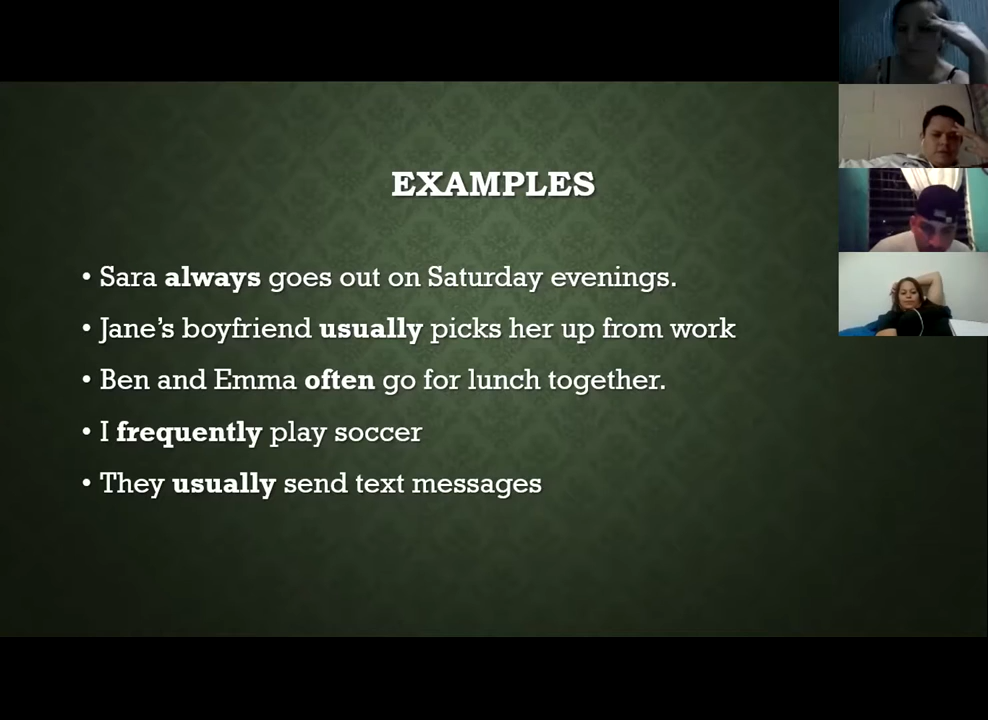 EXAMPLES
• Sara always goes out on Saturday evenings.
• Jane’s boyfriend usually picks her up from work
• Ben and Emma often go for lunch together.
• I frequently play soccer
• They usually send text messages